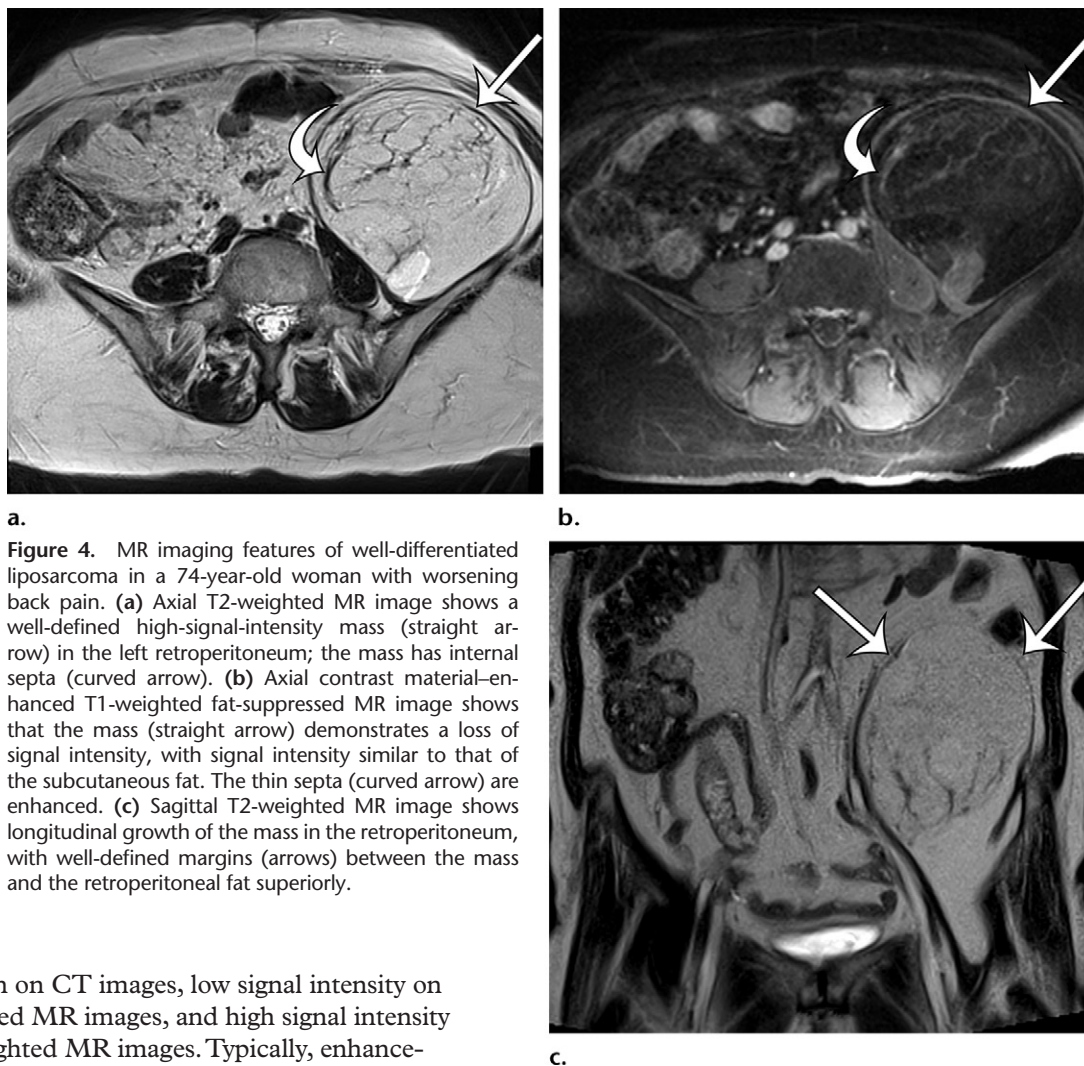 a.
b.
Figure 4. MR imaging features of well-differentiated
liposarcoma in a 74-year-old woman with worsening
back pain. (a) Axial T2-weighted MR image shows a
well-defined high-signal-intensity mass (straight ar-
row) in the left retroperitoneum; the mass has internal
septa (curved arrow). (b) Axial contrast material–en-
hanced T1-weighted fat-suppressed MR image shows
that the mass (straight arrow) demonstrates a loss of
signal intensity, with signal intensity similar to that of
the subcutaneous fat. The thin septa (curved arrow) are
enhanced. (c) Sagittal T2-weighted MR image shows
longitudinal growth of the mass in the retroperitoneum,
with well-defined margins (arrows) between the mass
and the retroperitoneal fat superiorly.
on CT images, low signal intensity on
MR images, and high signal intensity
MR images. Typically, enhance-
c.